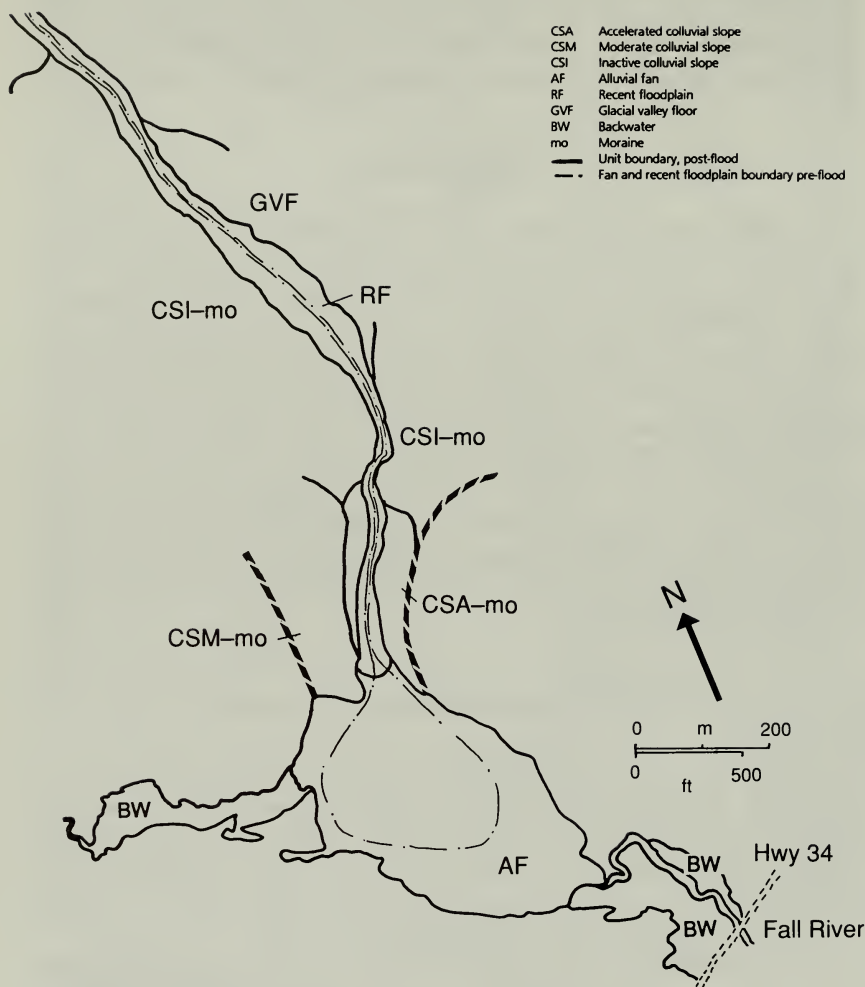 CSA Accelerated colluvial slope
CSM Moderate colluvial slope
CSI Inactive colluvial slope
AF Alluvial fan
RF Recent floodplain
GVF Glacial valley floor
BW Backwater
mo Moraine
Unit boundary, post-flood
Fan and recent floodplain boundary pre-flood
GVF
RF
CSI–mo
CSI–mo
CSA–mo
CSM–mo
N
0 m 200
0 500
ft
BW
AF
BW
Hwy 34
BW
Fall River